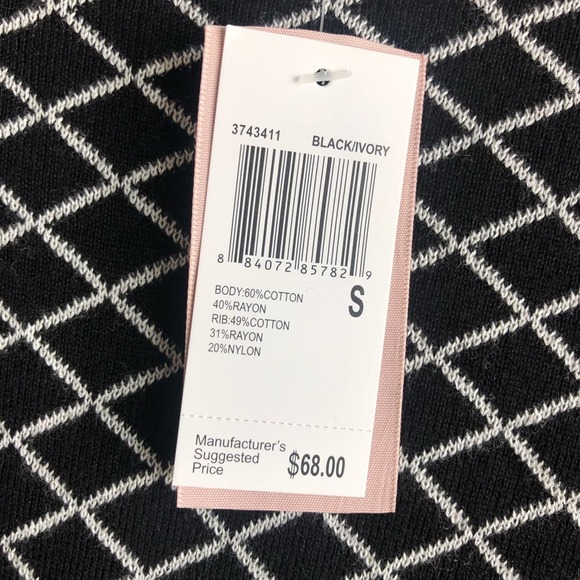 3743411 BLACK/IVORY
8 84072 85782 9
BODY:60%COTTON
40%RAYON
RIB:49%COTTON
31%RAYON
20%NYLON
S
Manufacturer's
Suggested
Price
$68.00